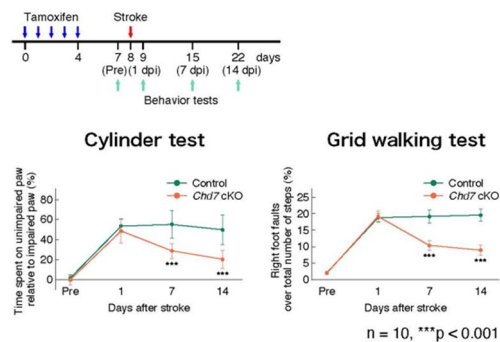 Tamoxifen Stroke
0 4 7 8 9 15 22 days
(Pre) (1 dpi) (7 dpi) (14 dpi)
Behavior tests
Cylinder test
Time spent on unimpaired paw
relative to impaired paw (%)
80
60
40
20
0
Control
Chd7 cKO
***
***
Pre 1 7 14
Days after stroke
Grid walking test
Right foot faults
over total number of steps (%)
25
20
15
10
5
0
Control
Chd7 cKO
***
***
Pre 1 7 14
Days after stroke
n = 10, ***p < 0.001